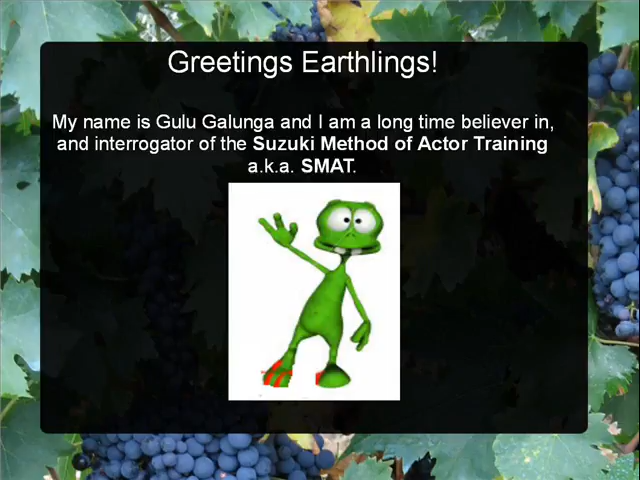 Greetings Earthlings!
My name is Gulu Galunga and I am a long time believer in,
and interrogator of the Suzuki Method of Actor Training
a.k.a. SMAT.